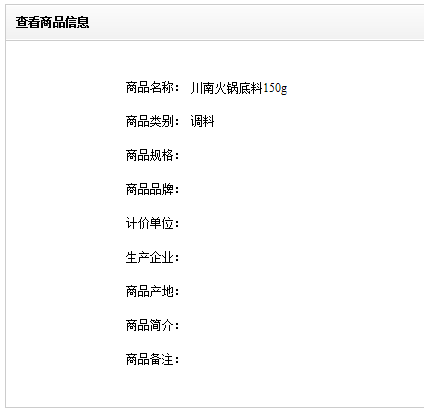 查看商品信息
商品名称： 川南火锅底料150g
商品类别： 调料
商品规格：
商品品牌：
计价单位：
生产企业：
商品产地：
商品简介：
商品备注：